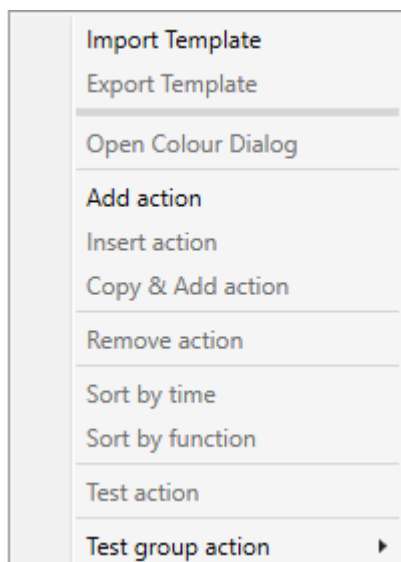 Import Template
Export Template
Open Colour Dialog
Add action
Insert action
Copy & Add action
Remove action
Sort by time
Sort by function
Test action
Test group action